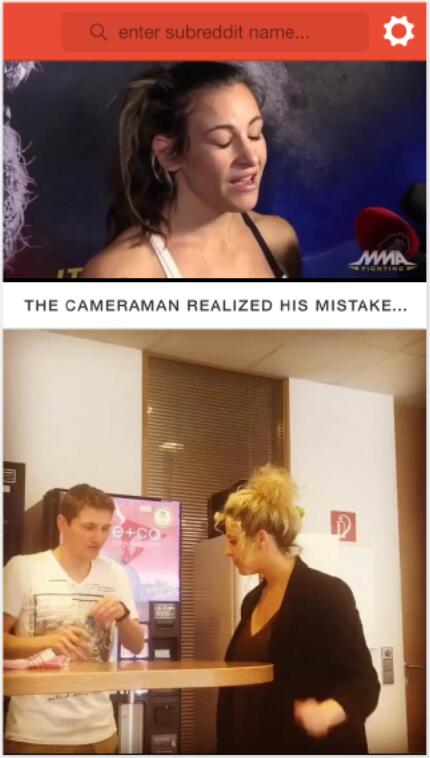 enter subreddit name...
MMA
FIGHTING
THE CAMERAMAN REALIZED HIS MISTAKE...
e+co